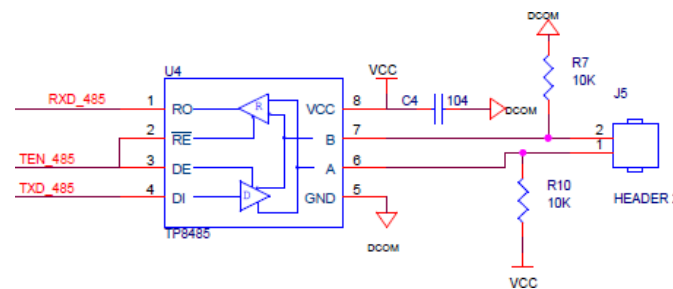 DCOM
U4
R7
10K
J5
VCC
RXD_485
1
RO
R
VCC
8
C4
104
DCOM
2
RE
B
7
2
1
TEN_485
3
DE
A
6
TXD_485
4
DI
D
GND
5
R10
10K
HEADER
TP8485
DCOM
VCC